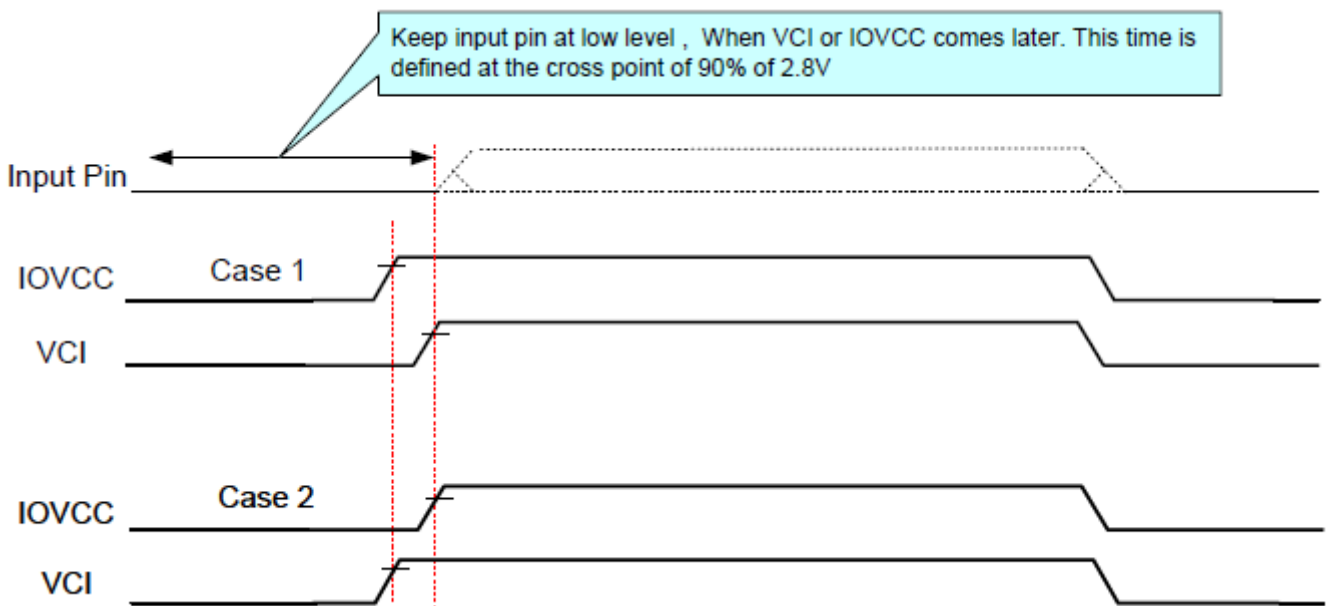 Keep input pin at low level , When VCI or IOVCC comes later. This time is
defined at the cross point of 90% of 2.8V
Input Pin
IOVCC
Case 1
VCI
IOVCC
Case 2
VCI